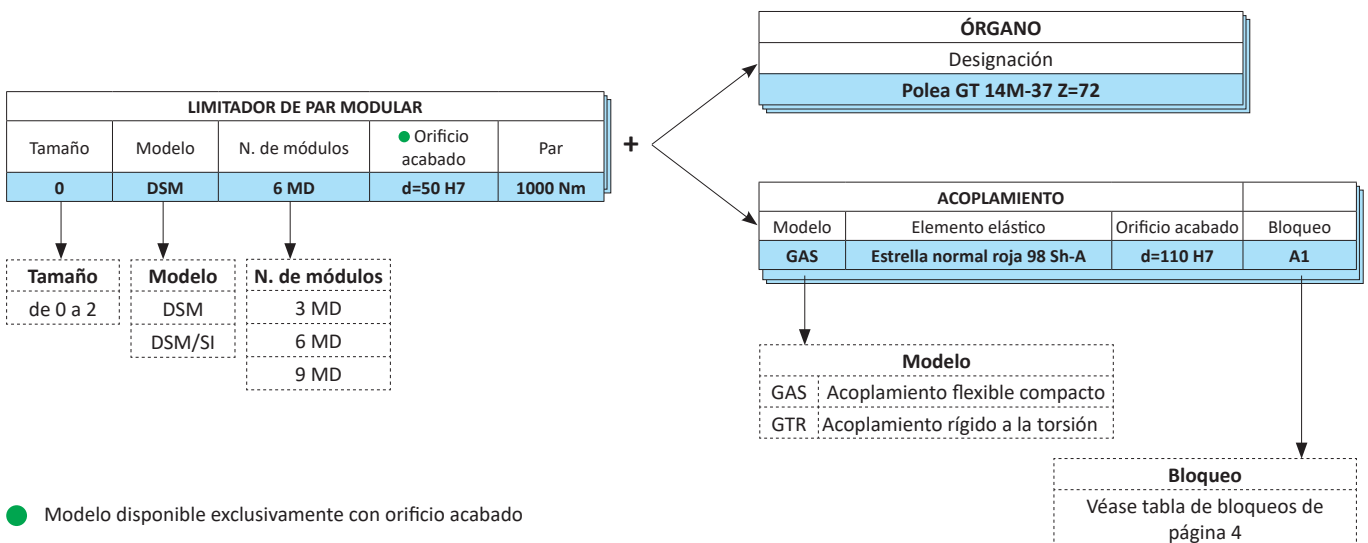 ÓRGANO
Designación
Polea GT 14M-37 Z=72
LIMITADOR DE PAR MODULAR
Tamaño Modelo N. de módulos Orificio acabado Par
0 DSM 6 MD d=50 H7 1000 Nm
+
ACOPLAMIENTO
Modelo Elemento elástico Orificio acabado Bloqueo
GAS Estrella normal roja 98 Sh-A d=110 H7 A1
Tamaño
de 0 a 2
Modelo
DSM
DSM/SI
N. de módulos
3 MD
6 MD
9 MD
Modelo
GAS Acoplamiento flexible compacto
GTR Acoplamiento rígido a la torsión
Bloqueo
Véase tabla de bloqueos de
página 4
Modelo disponible exclusivamente con orificio acabado